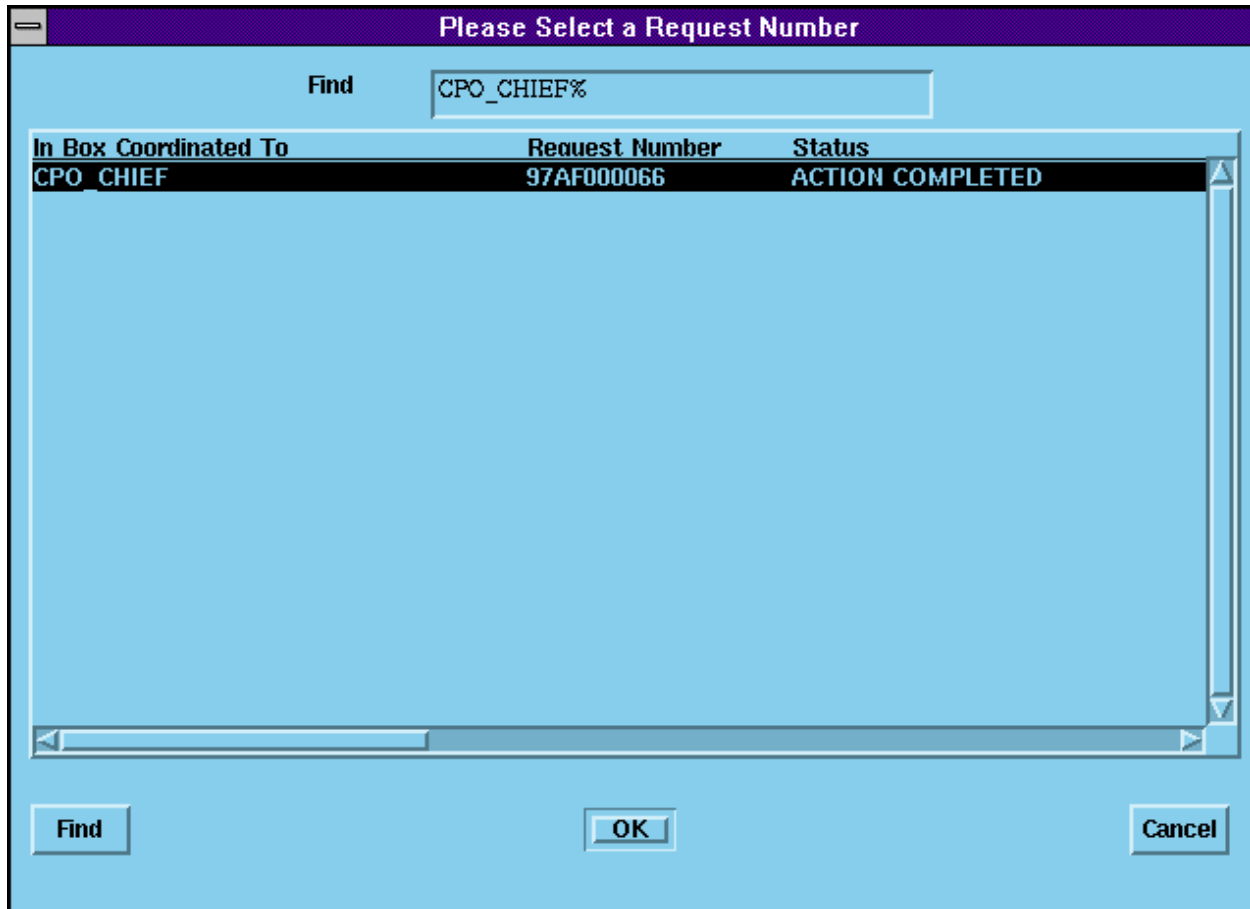 Please Select a Request Number
Find CPO_CHIEF%
In Box Coordinated To Request Number Status
CPO_CHIEF 97AF000066 ACTION COMPLETED
Find OK Cancel